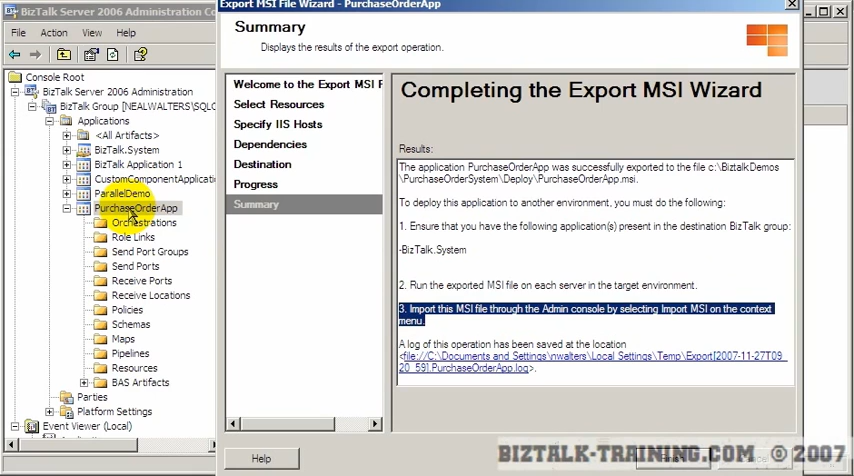 BizTalk Server 2006 Administration Co
Export MSI File Wizard - PurchaseOrderApp
File Action View Help
Summary
Displays the results of the export operation.
Console Root
BizTalk Server 2006 Administration
BizTalk Group [NEALWALTERS\SQLO
Applications
<All Artifacts>
BizTalk.System
BizTalk Application 1
CustomComponentApplicatio
ParallelDemo
PurchaseOrderApp
Orchestrations
Role Links
Send Port Groups
Send Ports
Receive Ports
Receive Locations
Policies
Schemas
Maps
Pipelines
Resources
BAS Artifacts
Parties
Platform Settings
Event Viewer (Local)
Welcome to the Export MSI F
Select Resources
Specify IIS Hosts
Dependencies
Destination
Progress
Summary
Completing the Export MSI Wizard
Results:
The application PurchaseOrderApp was successfully exported to the file c:\BiztalkDemos
\PurchaseOrderSystem\Deploy\PurchaseOrderApp.msi.
To deploy this application to another environment, you must do the following:
1. Ensure that you have the following application(s) present in the destination BizTalk group:
-BizTalk.System
2. Run the exported MSI file on each server in the target environment.
3. Import this MSI file through the Admin console by selecting Import MSI on the context
menu.
A log of this operation has been saved at the location
<file://C:\Documents and Settings\nwalters\Local Settings\Temp\Export[2007-11-27T09_
20_59].PurchaseOrderApp.log>.
Help
BIZTALK-TRAINING.COM © 2007